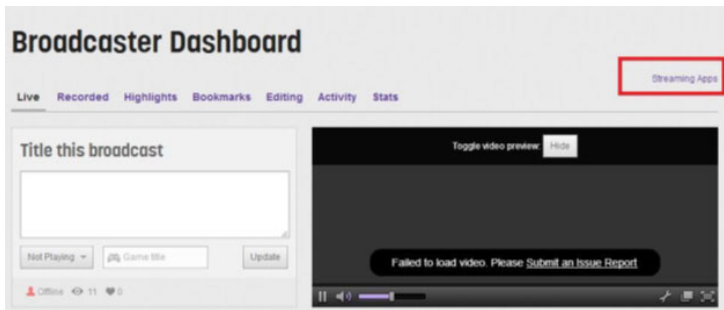 Broadcaster Dashboard
Streaming Apps
Live Recorded Highlights Bookmarks Editing Activity Stats
Title this broadcast
Toggle video preview: Hide
Not Playing Game title Update
Failed to load video. Please Submit an Issue Report
Offline 11 0